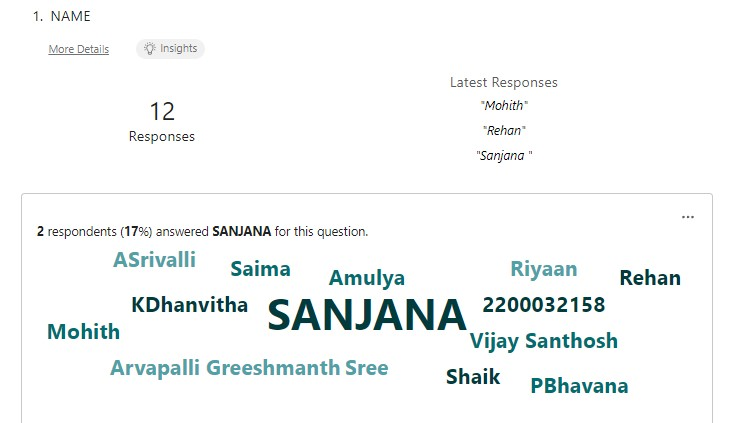 1. NAME
More Details
Insights
12
Responses
Latest Responses
"Mohith"
"Rehan"
"Sanjana "
...
2 respondents (17%) answered SANJANA for this question.
ASrivalli
Saima
Amulya
Riyaan
Rehan
KDhanvitha
SANJANA
2200032158
Mohith
Vijay Santhosh
Arvapalli Greeshmanth Sree
Shaik
PBhavana